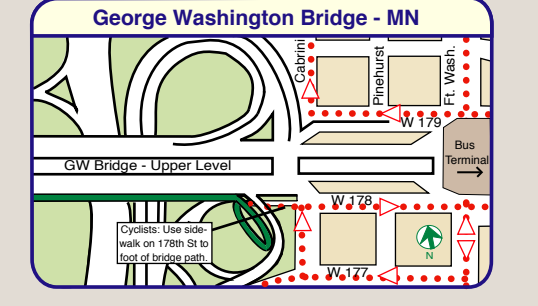 George Washington Bridge - MN
Cabrini
Pinehurst
Ft. Wash.
W 179
Bus
Terminal
GW Bridge - Upper Level
W 178
Cyclists: Use side-
walk on 178th St to
foot of bridge path.
N
W 177